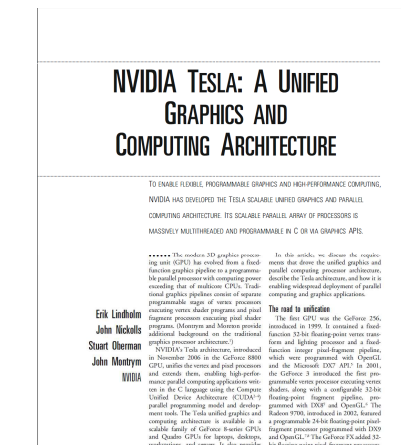 NVIDIA TESLA: A UNIFIED
GRAPHICS AND
COMPUTING ARCHITECTURE
TO ENABLE FLEXIBLE, PROGRAMMABLE GRAPHICS AND HIGH-PERFORMANCE COMPUTING,
NVIDIA HAS DEVELOPED THE TESLA SCALABLE UNIFIED GRAPHICS AND PARALLEL
COMPUTING ARCHITECTURE. ITS SCALABLE PARALLEL ARRAY OF PROCESSORS IS
MASSIVELY MULTITHREADED AND PROGRAMMABLE IN C OR VIA GRAPHICS APIS.
Erik Lindholm
John Nickolls
Stuart Oberman
John Montrym
NVIDIA
The modern 3D graphics process-
ing unit (GPU) has evolved from a fixed-
function graphics pipeline to a programma-
ble parallel processor with computing power
exceeding that of multicore CPUs. Tradi-
tional graphics pipelines consist of separate
programmable stages of vertex processors
executing vertex shader programs and pixel
fragment processors executing pixel shader
programs. (Montrym and Moreton provide
additional background on the traditional
graphics processor architecture.1)
NVIDIA's Tesla architecture, introduced
in November 2006 in the GeForce 8800
GPU, unifies the vertex and pixel processors
and extends them, enabling high-perfor-
mance parallel computing applications writ-
ten in the C language using the Compute
Unified Device Architecture (CUDA)
parallel programming model and develop-
ment tools. The Tesla unified graphics and
computing architecture is available in a
scalable family of GeForce 8-series GPUs
and Quadro GPUs for laptops, desktops,
In this article, we discuss the require-
ments that drove the unified graphics and
parallel computing processor architecture,
describe the Tesla architecture, and how it is
enabling widespread deployment of parallel
computing and graphics applications.
The road to unification
The first GPU was the GeForce 256,
introduced in 1999. It contained a fixed-
function 32-bit floating-point vertex trans-
form and lighting processor and a fixed-
function integer pixel-fragment pipeline,
which were programmed with OpenGL
and the Microsoft DX7 API. In 2001,
the GeForce 3 introduced the first pro-
grammable vertex processor executing vertex
shaders, along with a configurable 32-bit
floating-point fragment pipeline, pro-
grammed with DX8 and OpenGL. The
Radeon 9700, introduced in 2002, featured
a programmable 24-bit floating-point pixel-
fragment processor programmed with DX9
and OpenGL. The GeForce FX added 32-